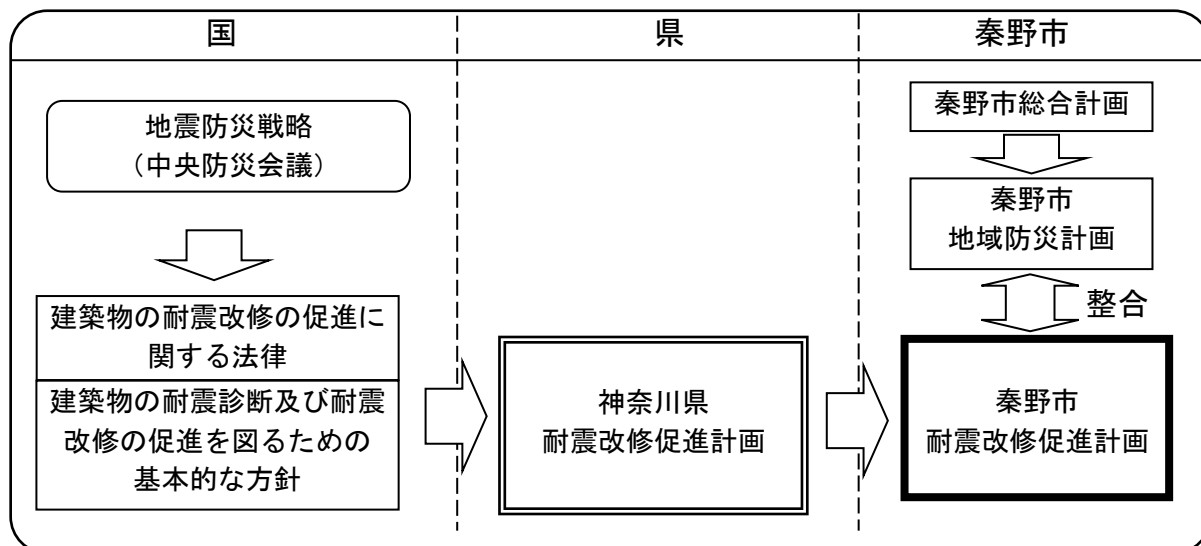 国
県
秦野市
地震防災戦略
（中央防災会議）
建築物の耐震改修の促進に
関する法律
建築物の耐震診断及び耐震
改修の促進を図るための
基本的な方針
神奈川県
耐震改修促進計画
秦野市総合計画
秦野市
地域防災計画
整合
秦野市
耐震改修促進計画